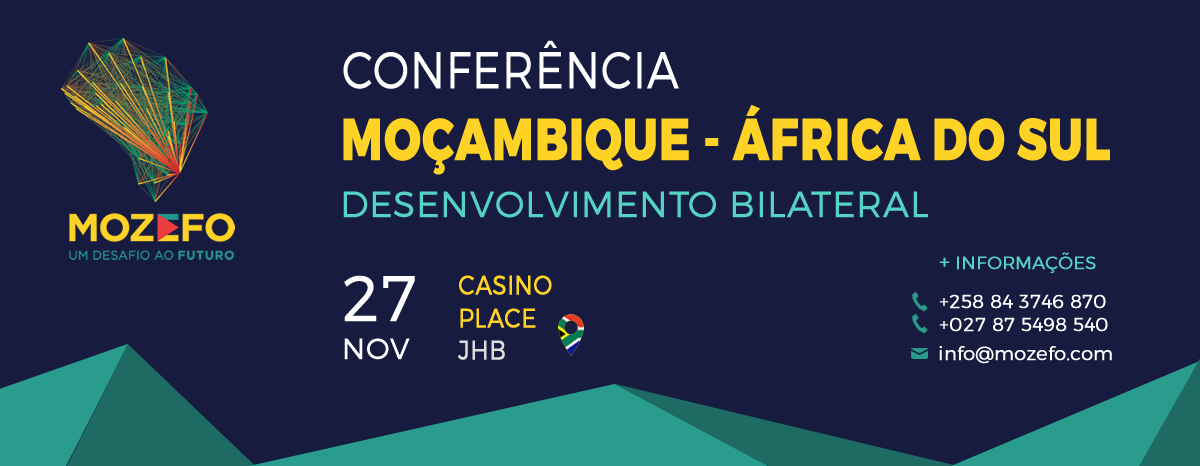 CONFERÊNCIA
MOÇAMBIQUE - ÁFRICA DO SUL
DESENVOLVIMENTO BILATERAL
MOZEFO
UM DESAFIO AO FUTURO
27
NOV
CASINO
PLACE
JHB
+ INFORMAÇÕES
+258 84 3746 870
+027 87 5498 540
info@mozefo.com